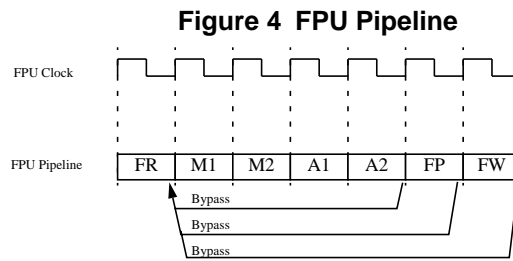 Figure 4 FPU Pipeline
FPU Clock
FPU Pipeline FR M1 M2 A1 A2 FP FW
Bypass
Bypass
Bypass